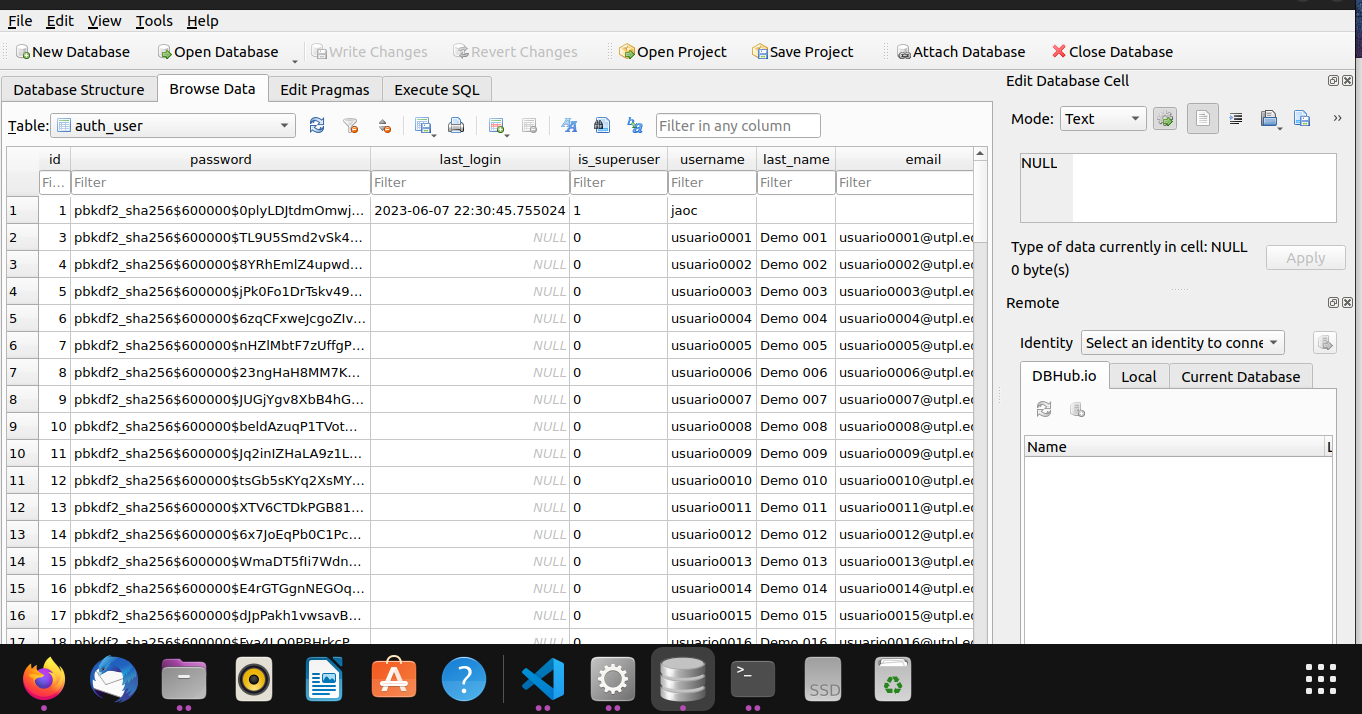 File Edit View Tools Help
New Database Open Database Write Changes Revert Changes Open Project Save Project Attach Database Close Database
Database Structure Browse Data Edit Pragmas Execute SQL
Table: auth_user Filter in any column
id password last_login is_superuser username last_name email
Fi... Filter Filter Filter Filter Filter Filter
1 1 pbkdf2_sha256$600000$0plyLDJtdmOmwj... 2023-06-07 22:30:45.755024 1 jaoc
2 3 pbkdf2_sha256$600000$TL9U5Smd2vSk4... NULL 0 usuario0001 Demo 001 usuario0001@utpl.ec
3 4 pbkdf2_sha256$600000$8YRhEmlZ4upwd... NULL 0 usuario0002 Demo 002 usuario0002@utpl.ec
4 5 pbkdf2_sha256$600000$jPk0Fo1DrTskv49... NULL 0 usuario0003 Demo 003 usuario0003@utpl.ec
5 6 pbkdf2_sha256$600000$6zqCFxweJcgoZIv... NULL 0 usuario0004 Demo 004 usuario0004@utpl.ec
6 7 pbkdf2_sha256$600000$nHZlMbtF7zUffgP... NULL 0 usuario0005 Demo 005 usuario0005@utpl.ec
7 8 pbkdf2_sha256$600000$23ngHaH8MM7K... NULL 0 usuario0006 Demo 006 usuario0006@utpl.ec
8 9 pbkdf2_sha256$600000$JUGjYgv8XbB4hG... NULL 0 usuario0007 Demo 007 usuario0007@utpl.ec
9 10 pbkdf2_sha256$600000$beldAzuqP1TVot... NULL 0 usuario0008 Demo 008 usuario0008@utpl.ec
10 11 pbkdf2_sha256$600000$Jq2inIZHaLA9z1L... NULL 0 usuario0009 Demo 009 usuario0009@utpl.ec
11 12 pbkdf2_sha256$600000$tsGb5sKYq2XsMY... NULL 0 usuario0010 Demo 010 usuario0010@utpl.ec
12 13 pbkdf2_sha256$600000$XTV6CTDkPGB81... NULL 0 usuario0011 Demo 011 usuario0011@utpl.ec
13 14 pbkdf2_sha256$600000$6x7JoEqPb0C1Pc... NULL 0 usuario0012 Demo 012 usuario0012@utpl.ec
14 15 pbkdf2_sha256$600000$WmaDT5fIi7Wdn... NULL 0 usuario0013 Demo 013 usuario0013@utpl.ec
15 16 pbkdf2_sha256$600000$E4rGTGgnNEGOq... NULL 0 usuario0014 Demo 014 usuario0014@utpl.ec
16 17 pbkdf2_sha256$600000$dJpPakh1vwsavB... NULL 0 usuario0015 Demo 015 usuario0015@utpl.ec
17 18 NULL 0 usuario0016 Demo 016 usuario0016@utpl.ec
Edit Database Cell
Mode: Text
NULL
Type of data currently in cell: NULL
0 byte(s)
Apply
Remote
Identity Select an identity to conne
DBHub.io Local Current Database
Name L
SSD